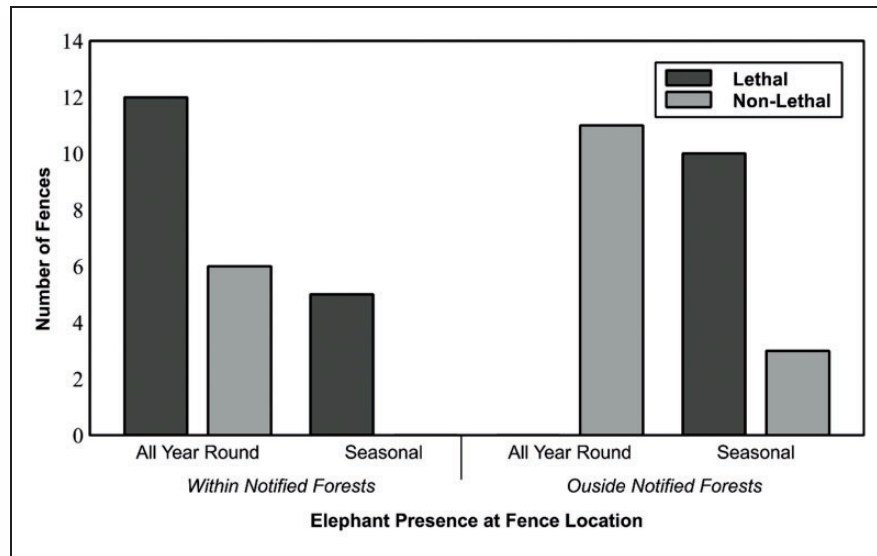 14
12
10
8
6
4
2
0
Number of Fences
Lethal
Non-Lethal
All Year Round
Seasonal
All Year Round
Seasonal
Within Notified Forests
Ouside Notified Forests
Elephant Presence at Fence Location